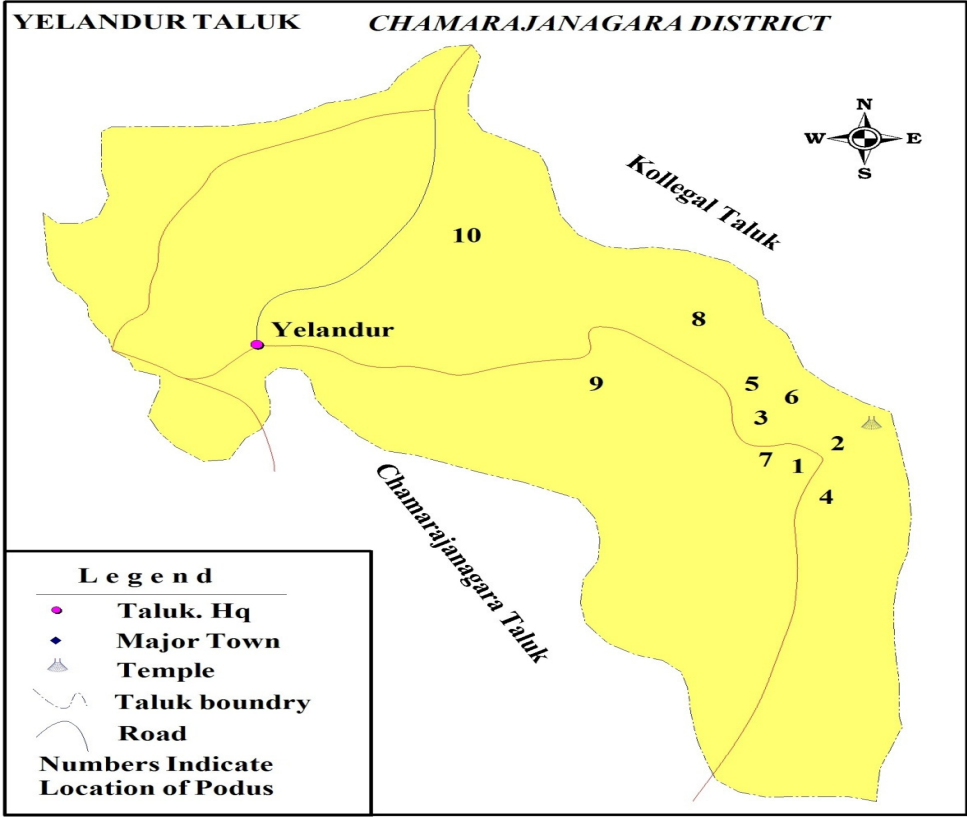 YELANDUR TALUK CHAMARAJANAGARA DISTRICT
N
W E
S
Kollegal Taluk
10
8
Yelandur
9
5
6
3
2
7
1
4
Chamarajanagara Taluk
Legend
Taluk. Hq
Major Town
Temple
Taluk boundry
Road
Numbers Indicate
Location of Podus